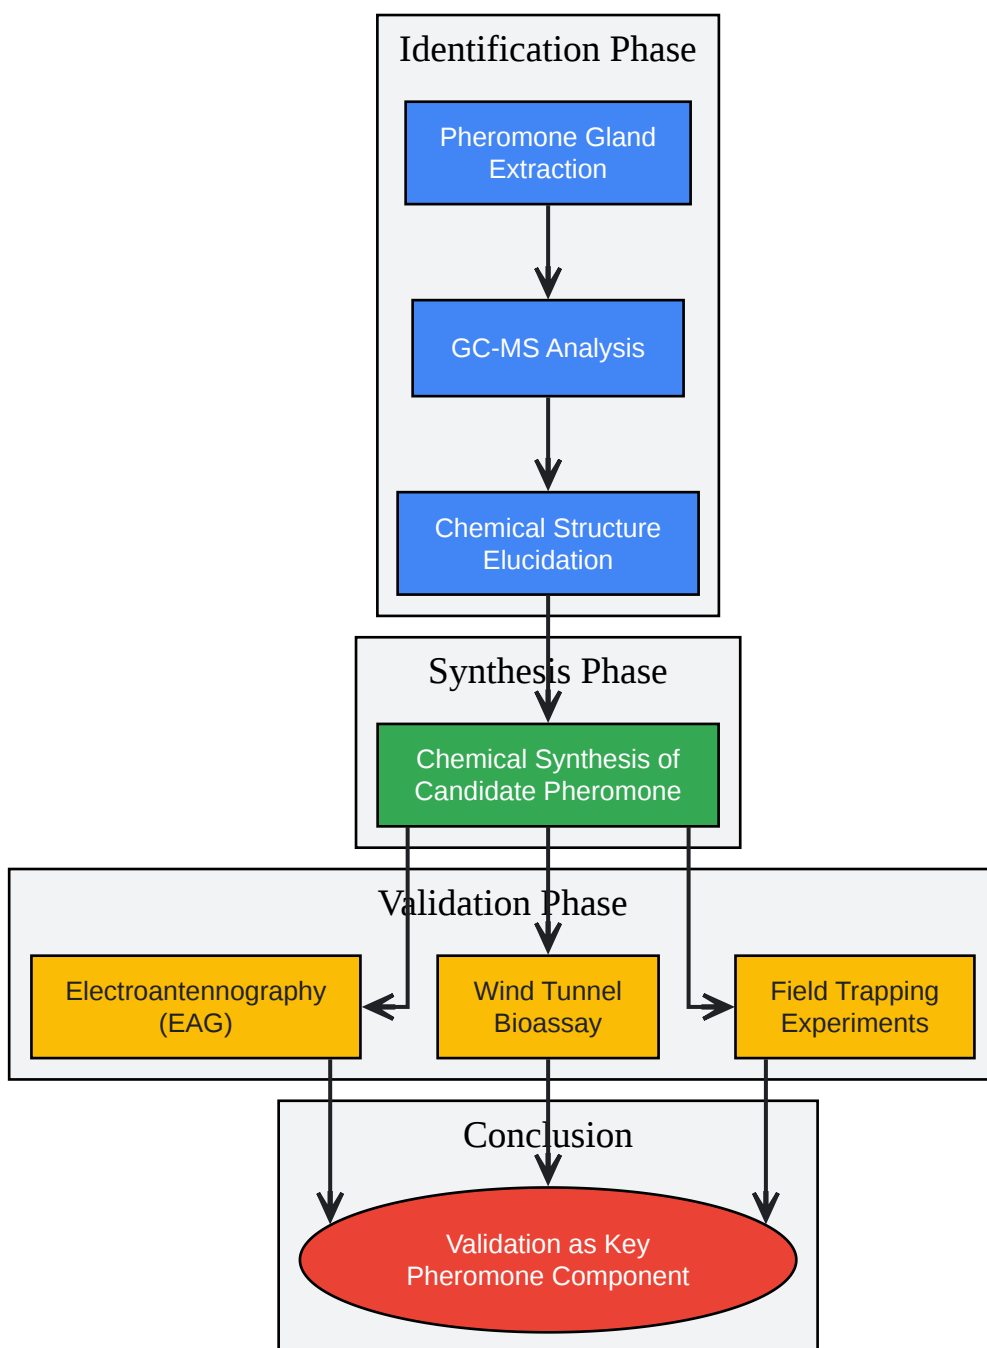 Identification Phase
Pheromone Gland
Extraction
GC-MS Analysis
Chemical Structure
Elucidation
Synthesis Phase
Chemical Synthesis of
Candidate Pheromone
Validation Phase
Electroantennography
(EAG)
Wind Tunnel
Bioassay
Field Trapping
Experiments
Conclusion
Validation as Key
Pheromone Component